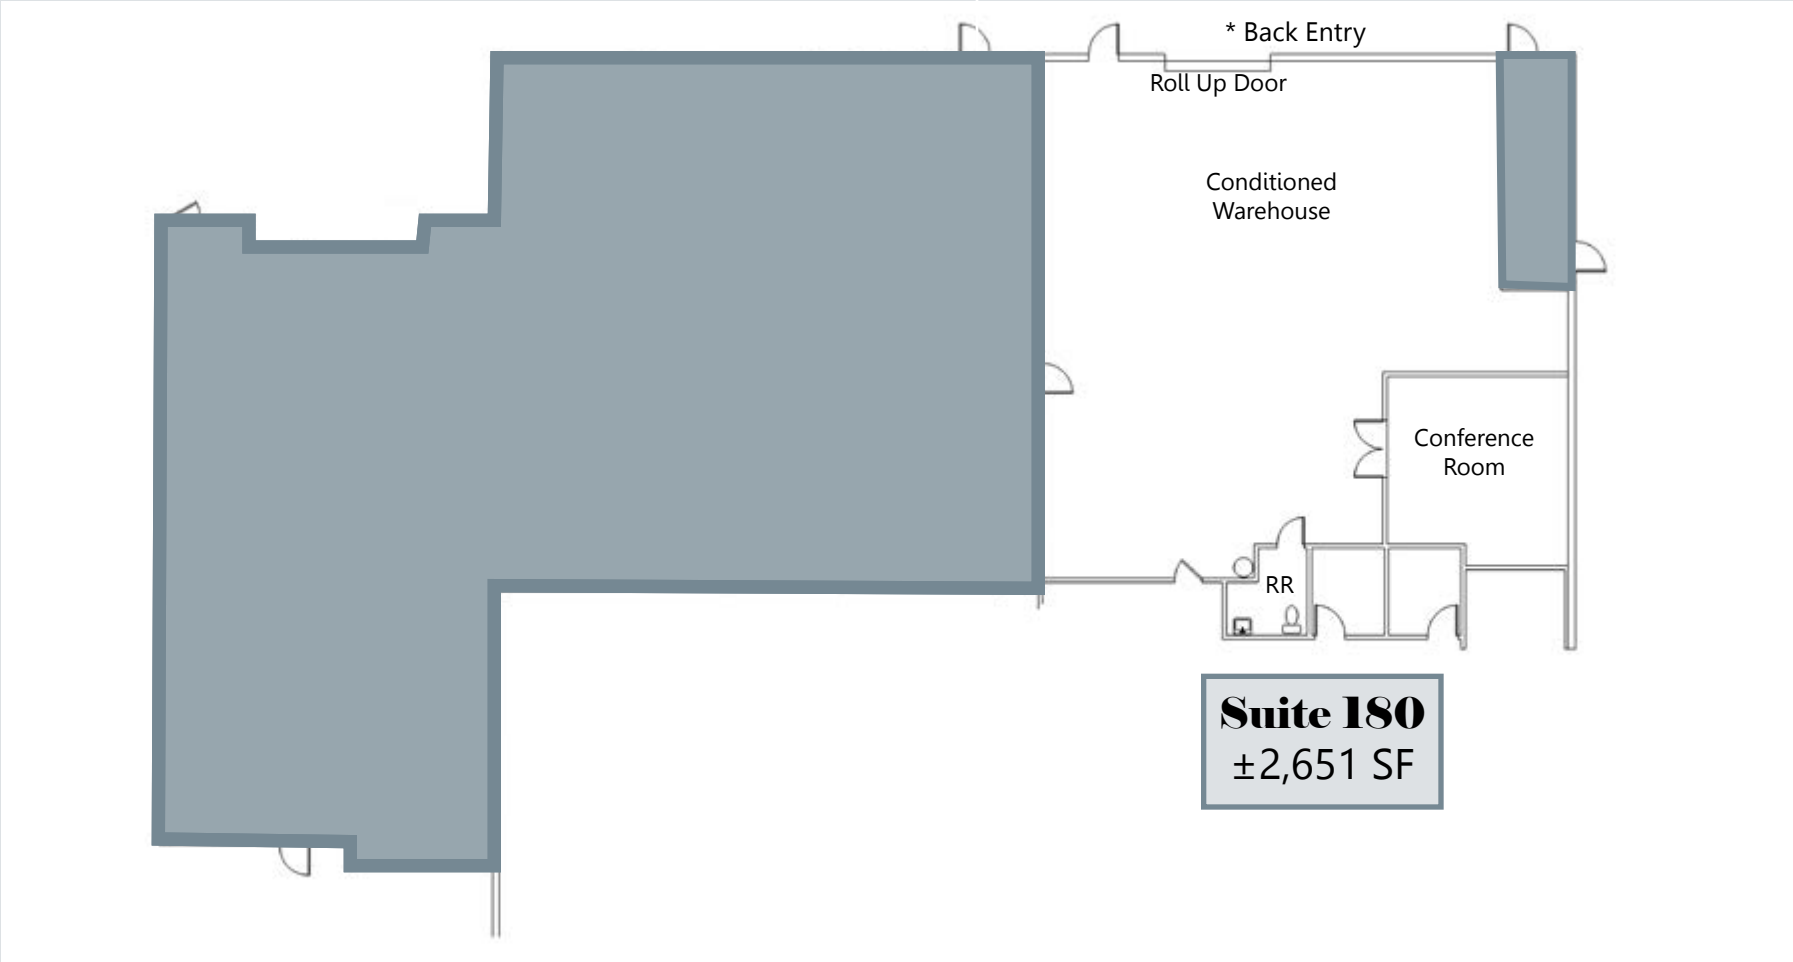 * Back Entry
Roll Up Door
Conditioned
Warehouse
Conference
Room
RR
Suite 180
±2,651 SF